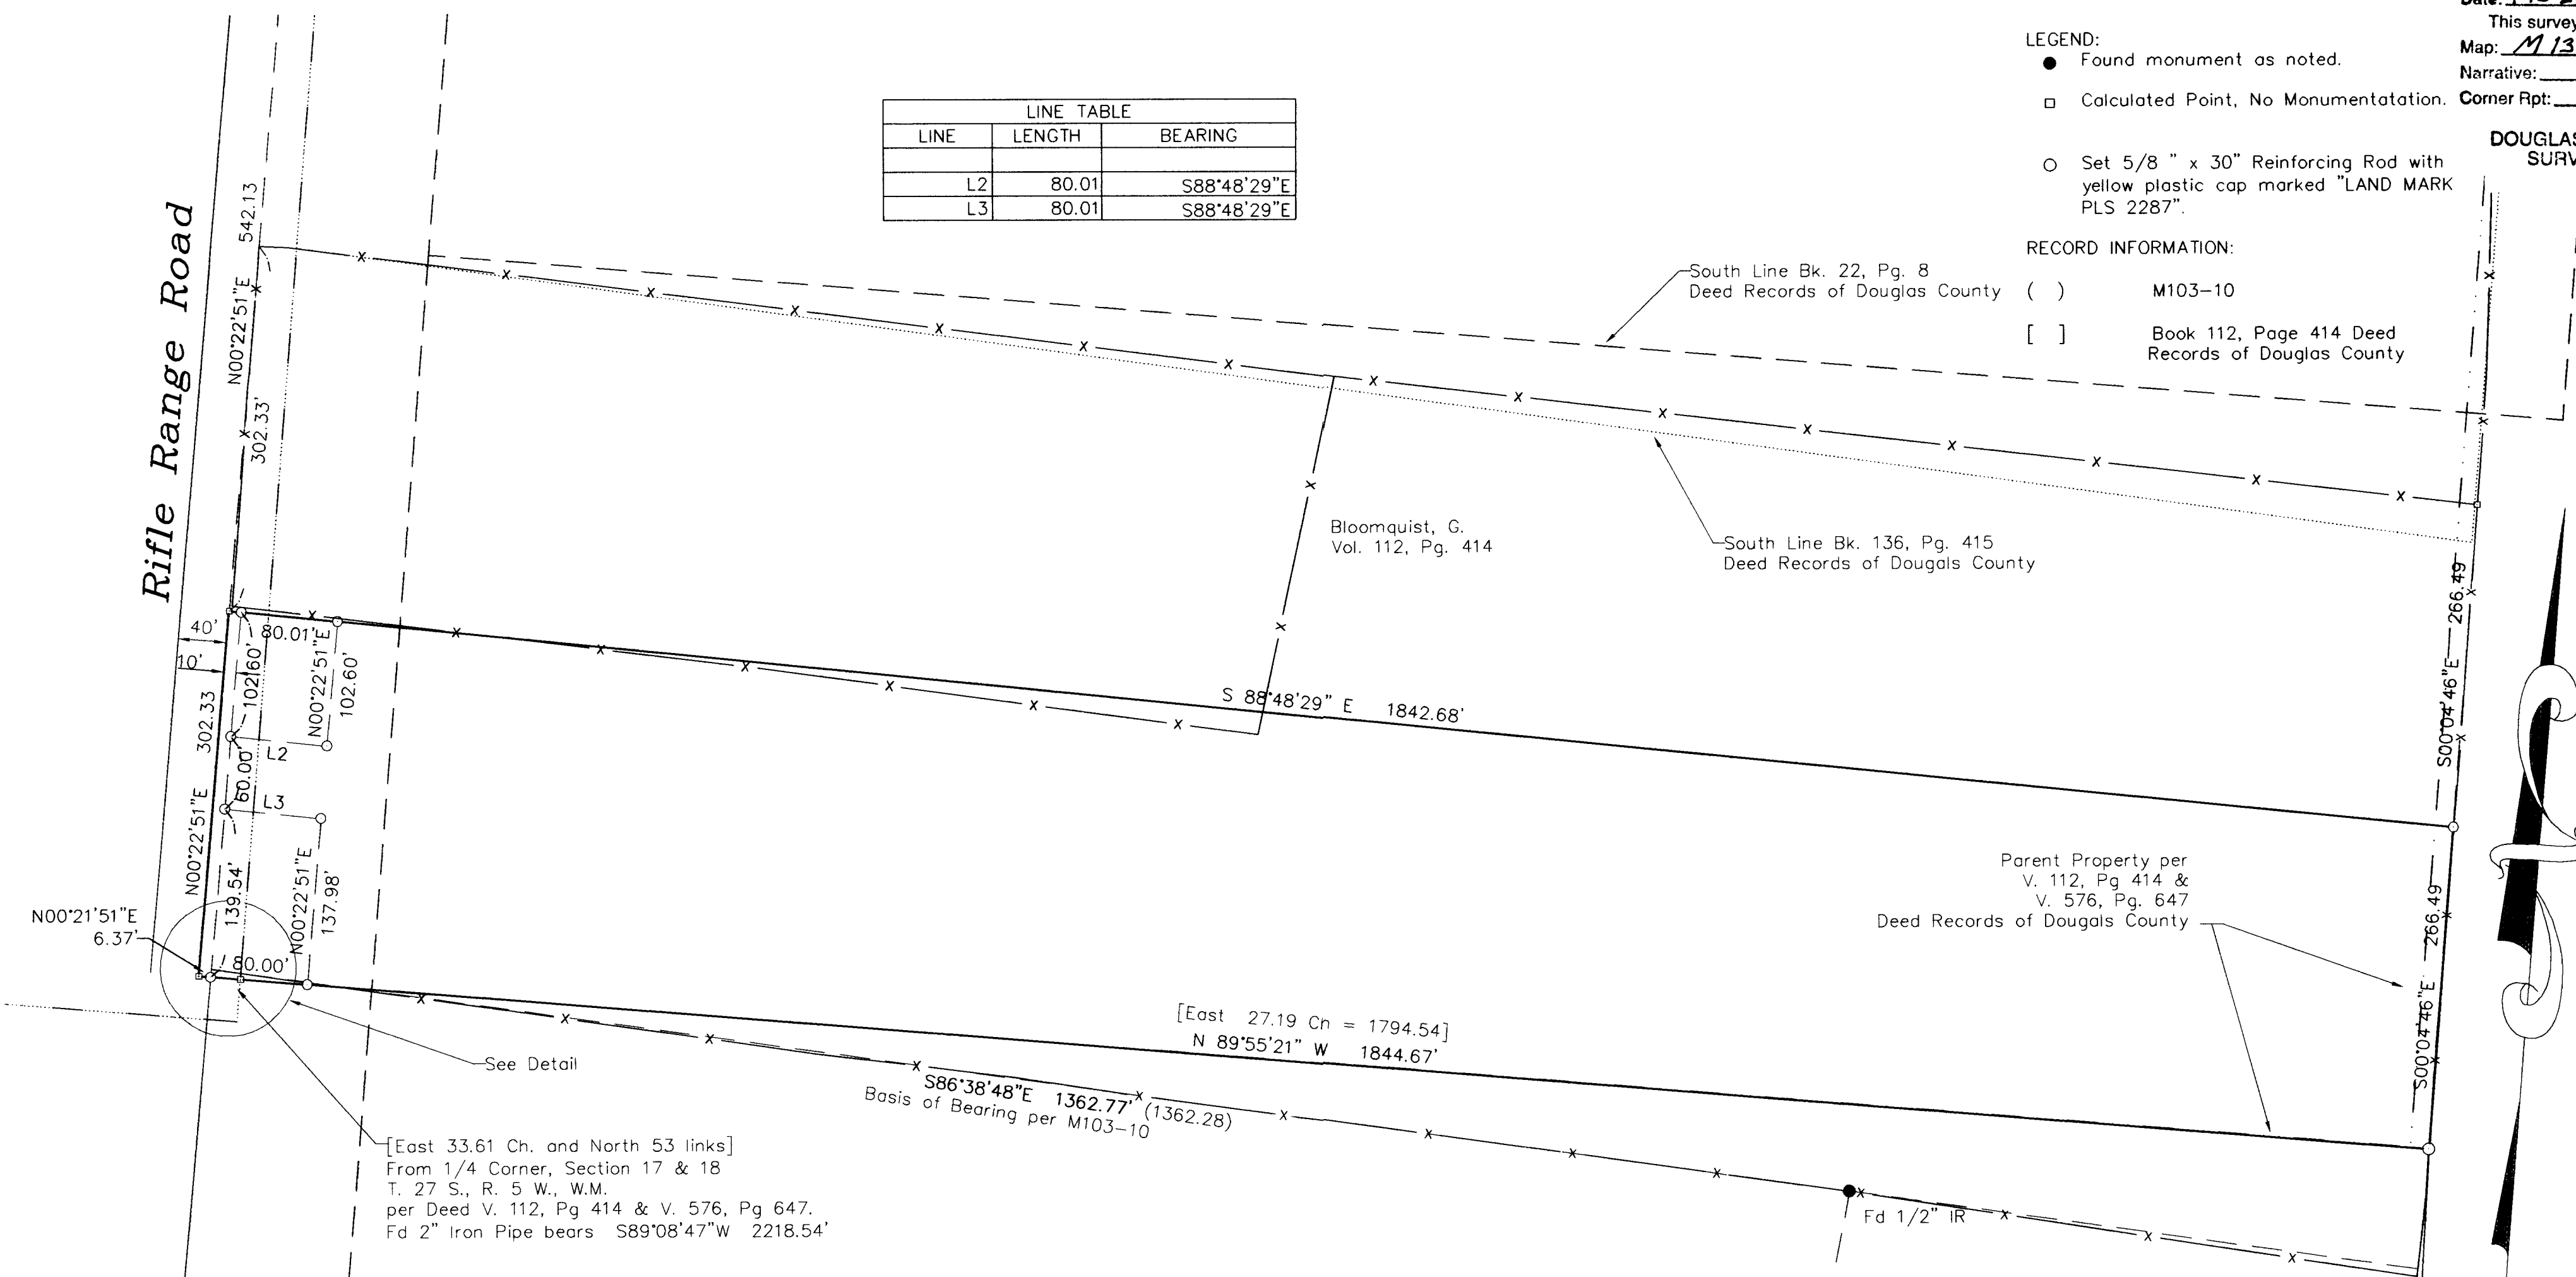 LEGEND:
Found monument as noted.
Calculated Point, No Monumentatation.
Set 5/8 " x 30" Reinforcing Rod with
yellow plastic cap marked "LAND MARK
PLS 2287".
RECORD INFORMATION:
( ) M103-10
[ ] Book 112, Page 414 Deed
Records of Douglas County
This survey
Map: M 13
Narrative:
Corner Rpt:
DOUGLAS
SURV
LINE TABLE
LINE LENGTH BEARING
L2 80.01 S88°48'29"E
L3 80.01 S88°48'29"E
Rifle Range Road
542.13
N00°22'51"E
302.33'
South Line Bk. 22, Pg. 8
Deed Records of Douglas County
Bloomquist, G.
Vol. 112, Pg. 414
South Line Bk. 136, Pg. 415
Deed Records of Dougals County
266.49
S00°04'46"E
40'
10'
80.01'
102.60'
N00°22'51"E
102.60'
302.33
L2
60.00'
L3
N00°22'51"E
139.54'
N00°22'51"E
137.98'
S 88°48'29" E 1842.68'
N00°21'51"E
6.37'
80.00'
See Detail
Parent Property per
V. 112, Pg 414 &
V. 576, Pg. 647
Deed Records of Dougals County
266.49
S00°04'46"E
[East 27.19 Ch = 1794.54]
N 89°55'21" W 1844.67'
S86°38'48"E 1362.77' (1362.28)
Basis of Bearing per M103-10
[East 33.61 Ch. and North 53 links]
From 1/4 Corner, Section 17 & 18
T. 27 S., R. 5 W., W.M.
per Deed V. 112, Pg 414 & V. 576, Pg 647.
Fd 2" Iron Pipe bears S89°08'47"W 2218.54'
Fd 1/2" IR